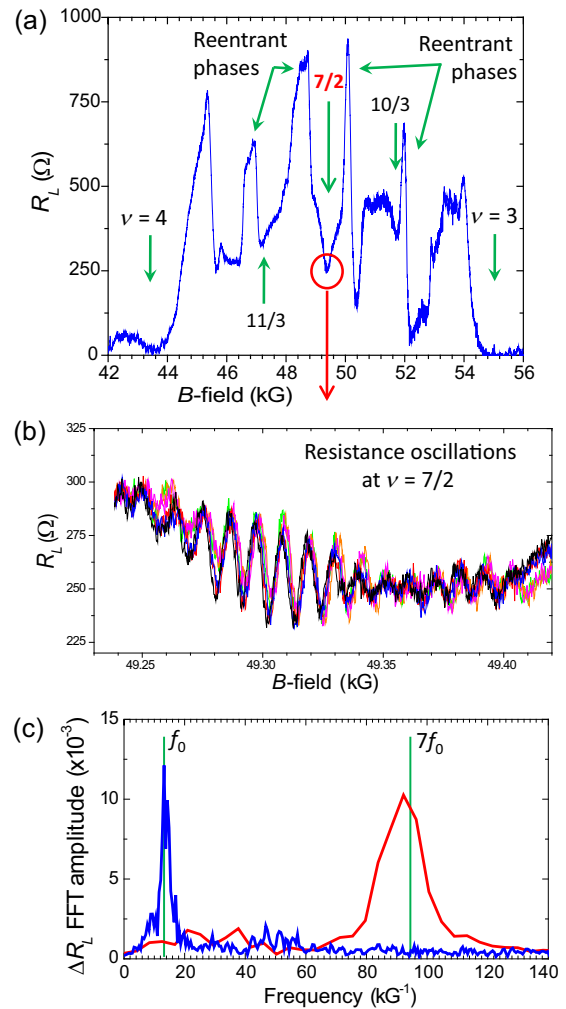 (a)
1000
750
500
250
0
R_L (Ω)
Reentrant
phases
7/2
Reentrant
phases
10/3
ν = 4
11/3
ν = 3
42 44 46 48 50 52 54 56
B-field (kG)
(b)
325
300
275
250
225
R_L (Ω)
Resistance oscillations
at ν = 7/2
49.25 49.30 49.35 49.40
B-field (kG)
(c)
15
10
5
0
ΔR_L FFT amplitude (x10⁻³)
f₀
7f₀
0 20 40 60 80 100 120 140
Frequency (kG⁻¹)